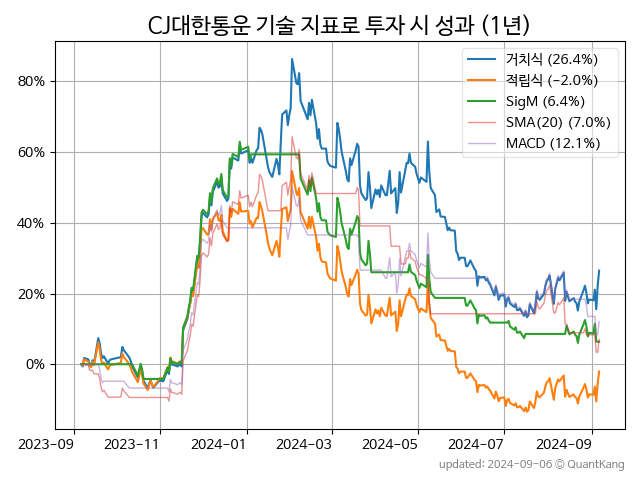 CJ대한통운 기술 지표로 투자 시 성과 (1년)
거치식 (26.4%)
적립식 (−2.0%)
SigM (6.4%)
SMA(20) (7.0%)
MACD (12.1%)
80%
60%
40%
20%
0%
2023-09 2023-11 2024-01 2024-03 2024-05 2024-07 2024-09
updated: 2024-09-06 @ QuantKang